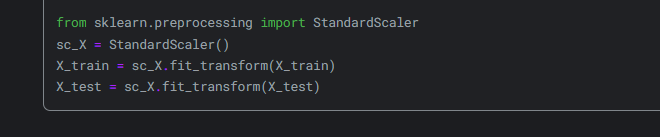 from sklearn.preprocessing import StandardScaler
sc_X = StandardScaler()
X_train = sc_X.fit_transform(X_train)
X_test = sc_X.fit_transform(X_test)